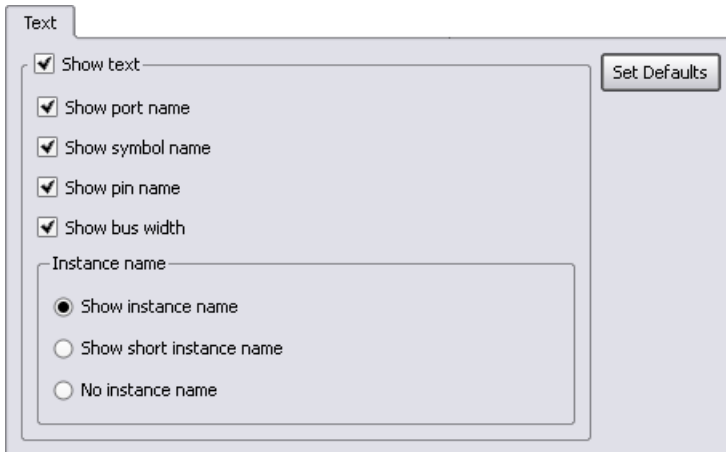 Text
Show text
Set Defaults
Show port name
Show symbol name
Show pin name
Show bus width
Instance name
Show instance name
Show short instance name
No instance name